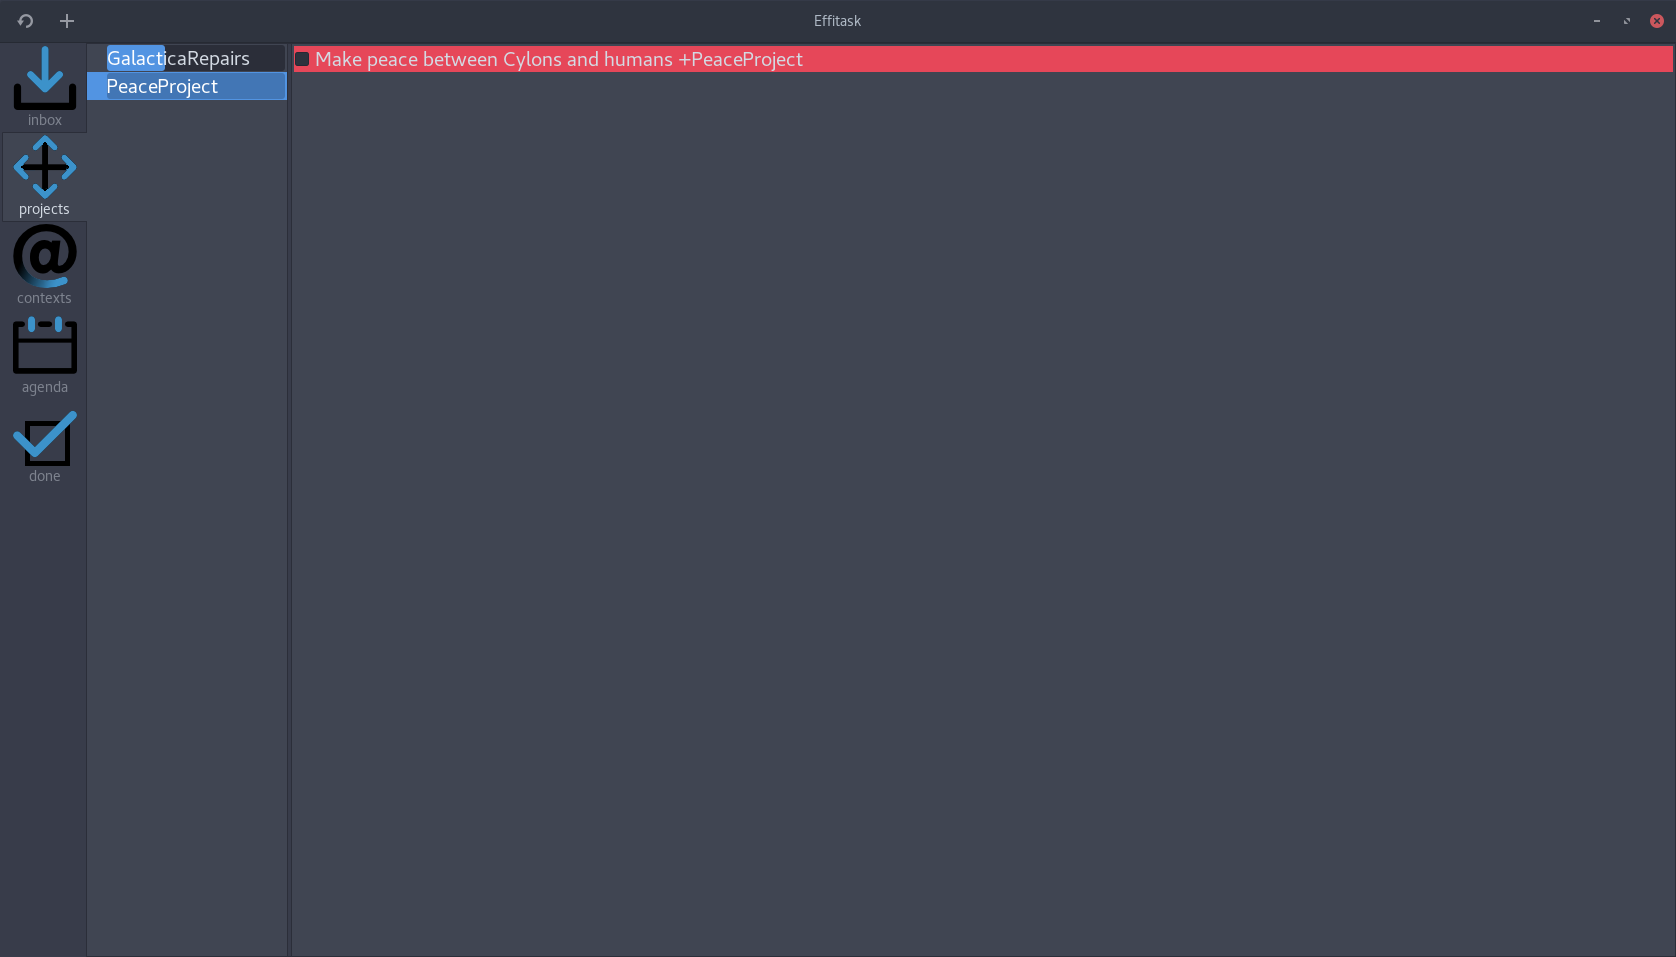 Effitask
inbox
projects
contexts
agenda
done
GalacticaRepairs
PeaceProject
Make peace between Cylons and humans +PeaceProject